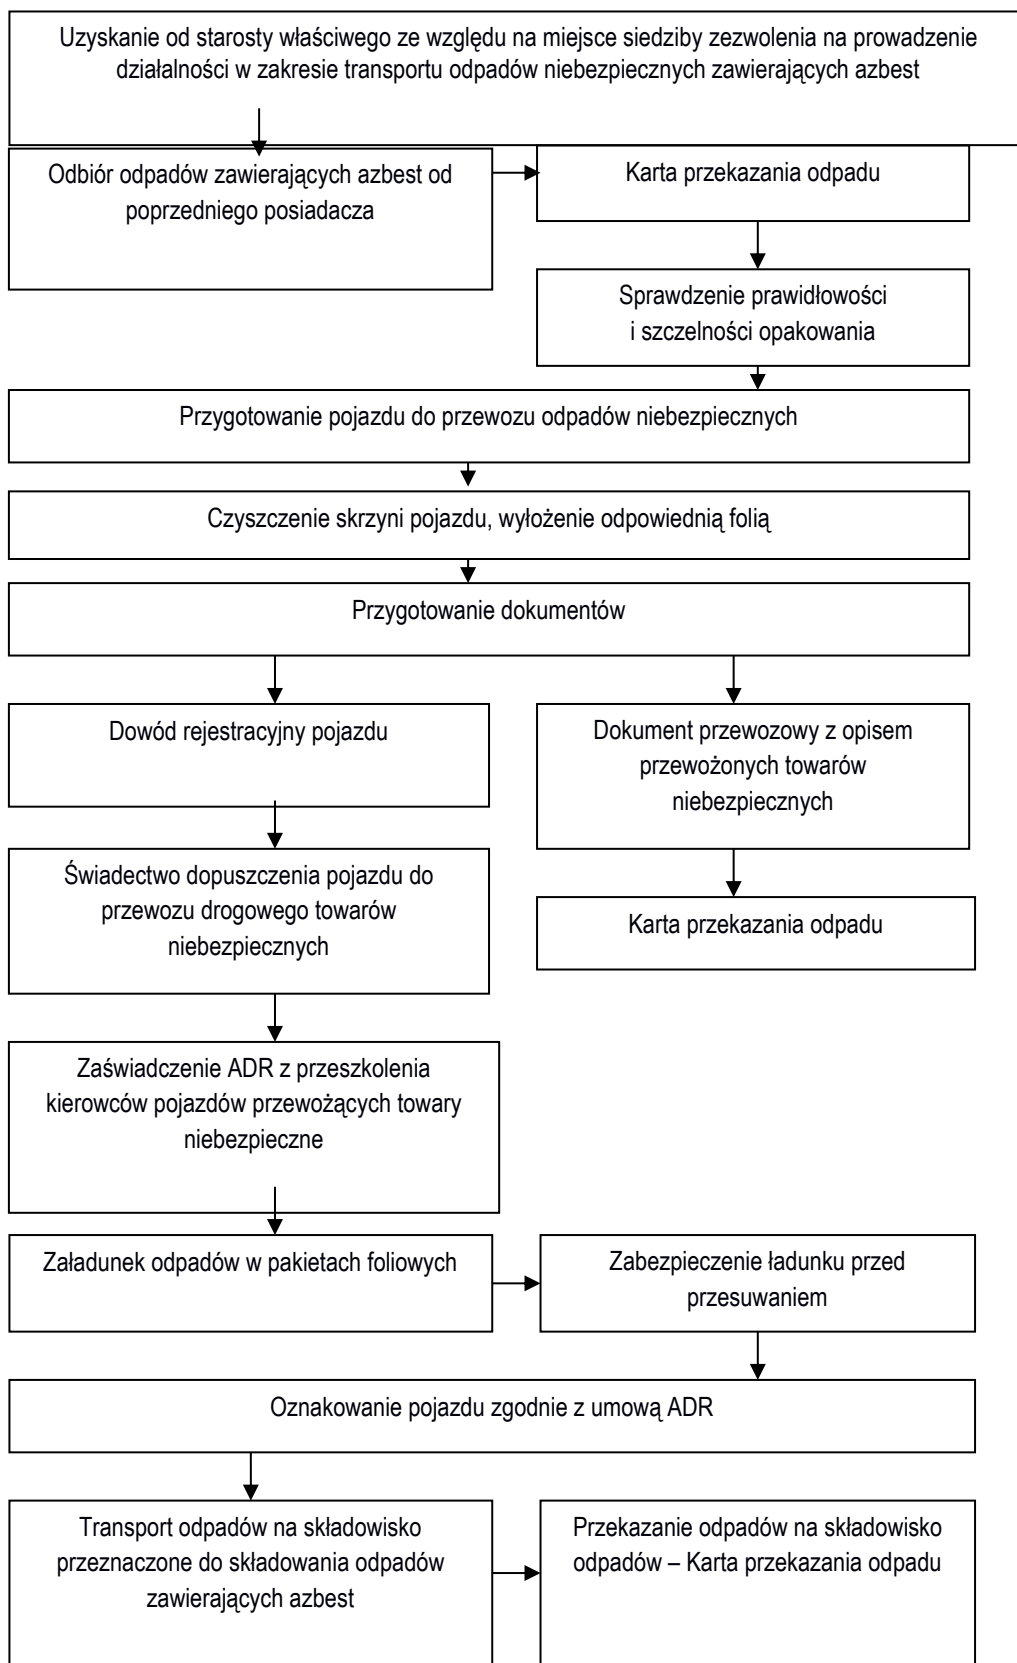 Uzyskanie od starosty właściwego ze względu na miejsce siedziby zezwolenia na prowadzenie
działalności w zakresie transportu odpadów niebezpiecznych zawierających azbest
Odbiór odpadów zawierających azbest od
poprzedniego posiadacza
Karta przekazania odpadu
Sprawdzenie prawidłowości
i szczelności opakowania
Przygotowanie pojazdu do przewozu odpadów niebezpiecznych
Czyszczenie skrzyni pojazdu, wyłożenie odpowiednią folią
Przygotowanie dokumentów
Dowód rejestracyjny pojazdu
Dokument przewozowy z opisem
przewożonych towarów
niebezpiecznych
Świadectwo dopuszczenia pojazdu do
przewozu drogowego towarów
niebezpiecznych
Karta przekazania odpadu
Zaświadczenie ADR z przeszkolenia
kierowców pojazdów przewożących towary
niebezpieczne
Załadunek odpadów w pakietach foliowych
Zabezpieczenie ładunku przed
przesuwaniem
Oznakowanie pojazdu zgodnie z umową ADR
Transport odpadów na składowisko
przeznaczone do składowania odpadów
zawierających azbest
Przekazanie odpadów na składowisko
odpadów – Karta przekazania odpadu